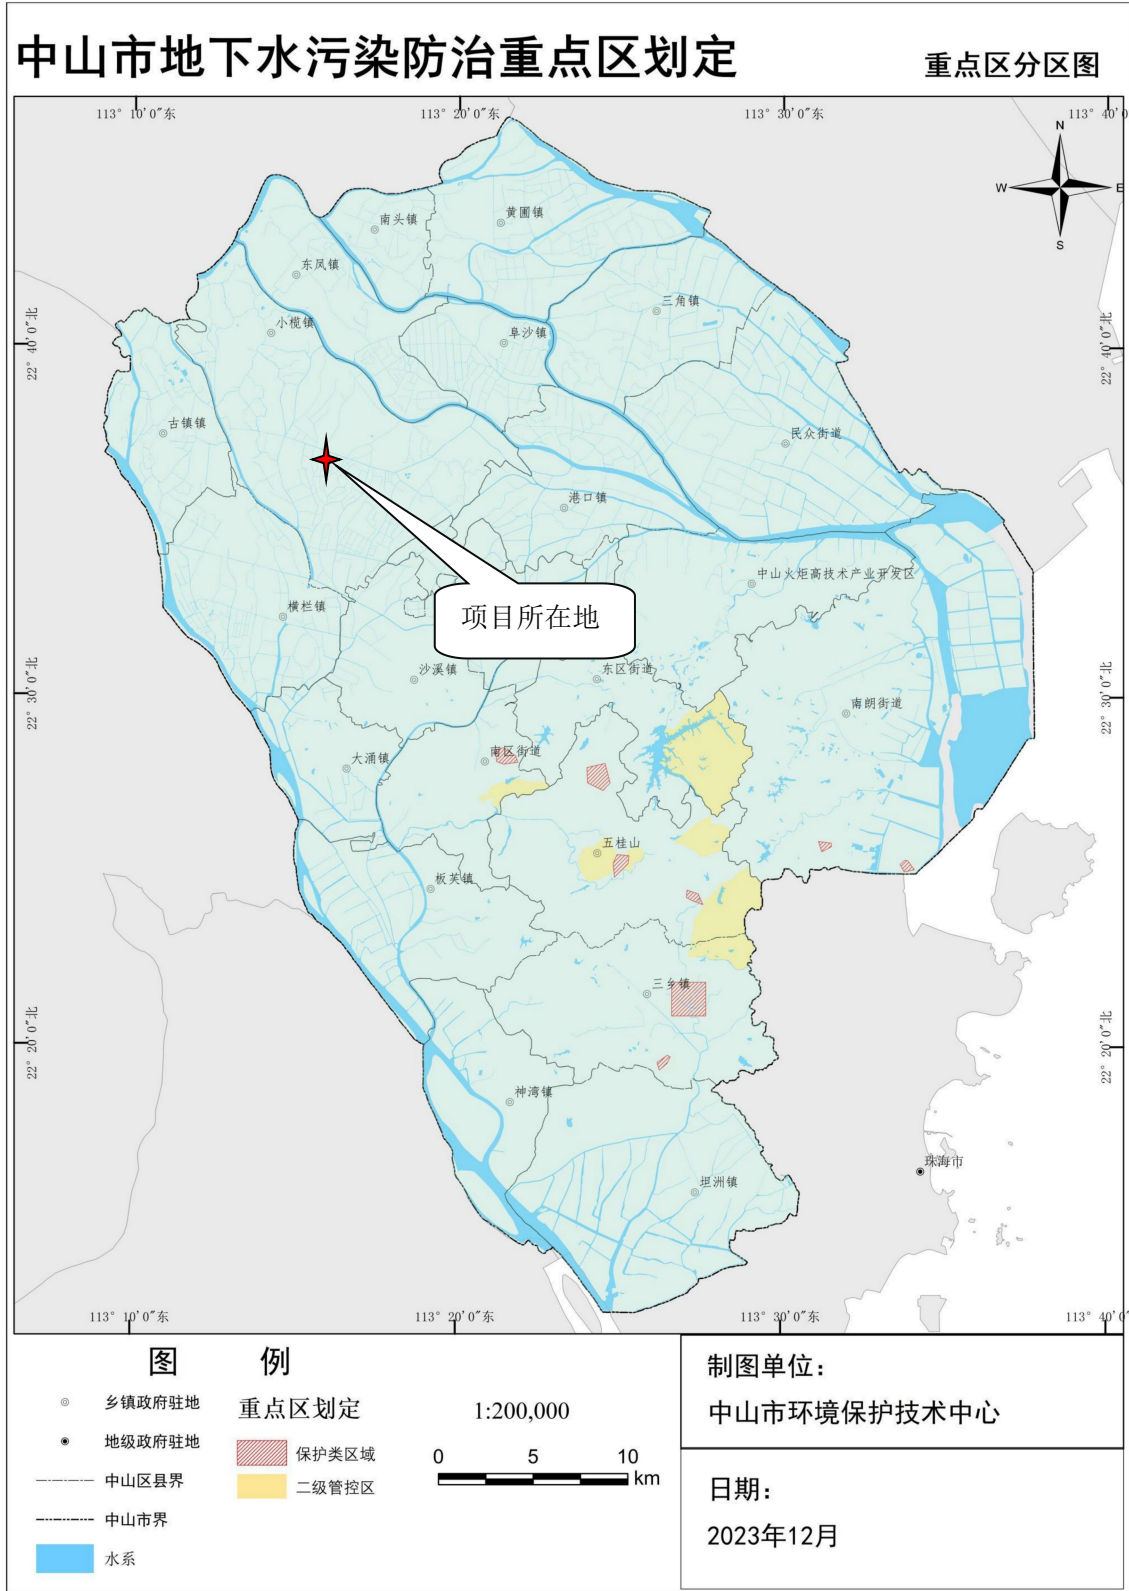 中山市地下水污染防治重点区划定
重点区分区图
113° 10′0″东
113° 20′0″东
113° 30′0″东
113° 40′0
N
W
E
S
22° 40′0″北
22° 40′0″北
22° 30′0″北
22° 30′0″北
22° 20′0″北
22° 20′0″北
南头镇
黄圃镇
东凤镇
三角镇
小榄镇
阜沙镇
古镇镇
民众街道
港口镇
中山火炬高技术产业开发区
横栏镇
项目所在地
沙溪镇
东区街道
南朗街道
南区街道
大涌镇
五桂山
板芙镇
三乡镇
神湾镇
珠海市
坦洲镇
113° 10′0″东
113° 20′0″东
113° 30′0″东
113° 40′0
图 例
乡镇政府驻地
地级政府驻地
中山区县界
中山市界
水系
重点区划定
保护类区域
二级管控区
1:200,000
0 5 10
km
制图单位：
中山市环境保护技术中心
日期：
2023年12月